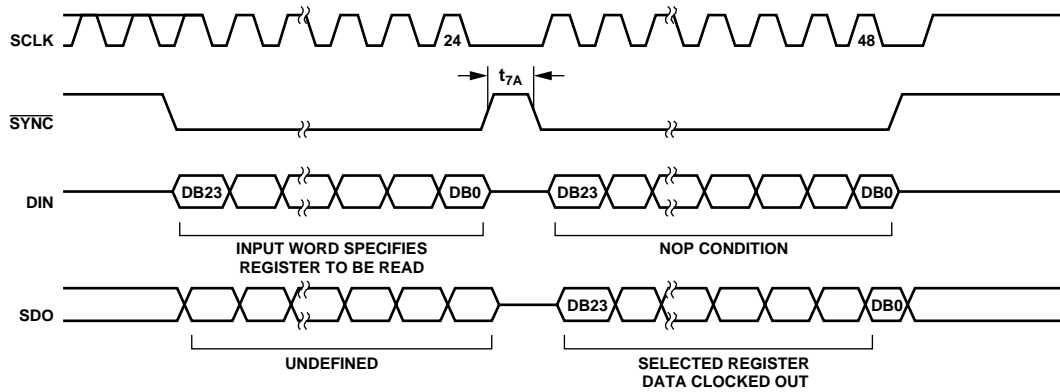 SCLK
24
48
t7A
SYNC
DIN
DB23
DB0
DB23
DB0
INPUT WORD SPECIFIES
REGISTER TO BE READ
NOP CONDITION
SDO
DB23
DB0
UNDEFINED
SELECTED REGISTER
DATA CLOCKED OUT